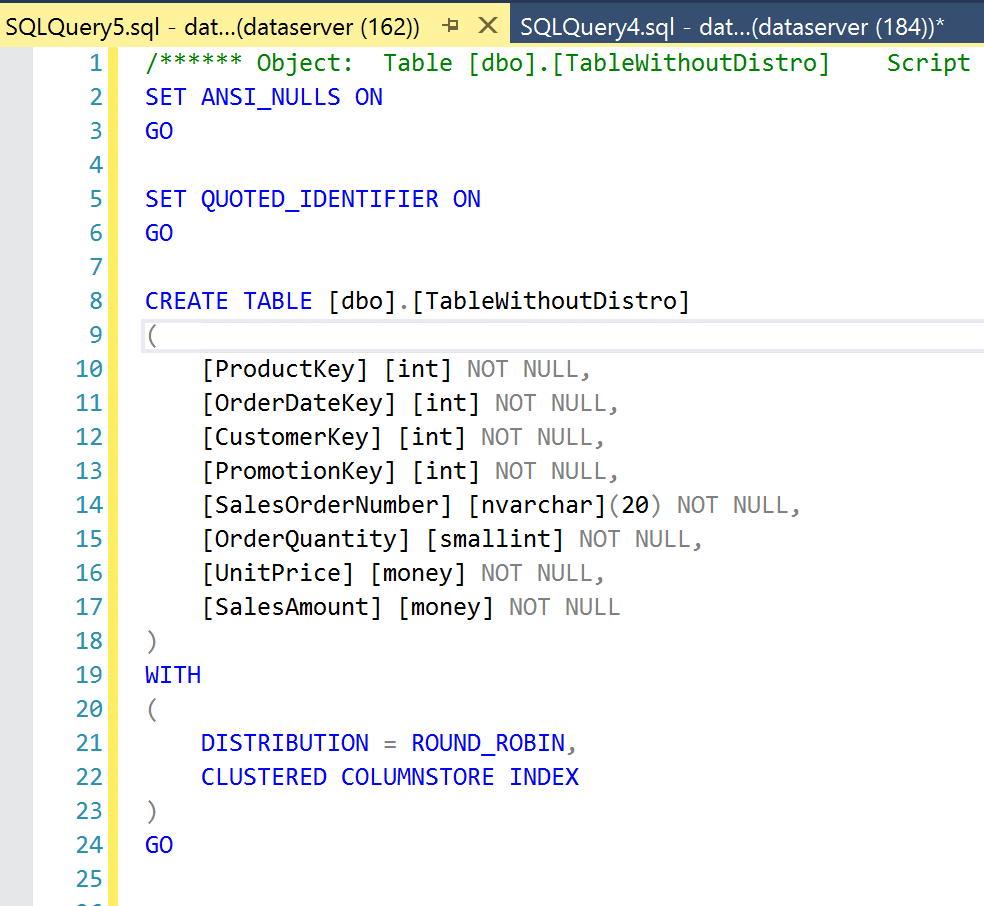 SQLQuery5.sql - dat...(dataserver (162))
SQLQuery4.sql - dat...(dataserver (184))*
1 /****** Object:  Table [dbo].[TableWithoutDistro]    Script
2 SET ANSI_NULLS ON
3 GO
4
5 SET QUOTED_IDENTIFIER ON
6 GO
7
8 CREATE TABLE [dbo].[TableWithoutDistro]
9 (
10     [ProductKey] [int] NOT NULL,
11     [OrderDateKey] [int] NOT NULL,
12     [CustomerKey] [int] NOT NULL,
13     [PromotionKey] [int] NOT NULL,
14     [SalesOrderNumber] [nvarchar](20) NOT NULL,
15     [OrderQuantity] [smallint] NOT NULL,
16     [UnitPrice] [money] NOT NULL,
17     [SalesAmount] [money] NOT NULL
18 )
19 WITH
20 (
21     DISTRIBUTION = ROUND_ROBIN,
22     CLUSTERED COLUMNSTORE INDEX
23 )
24 GO
25